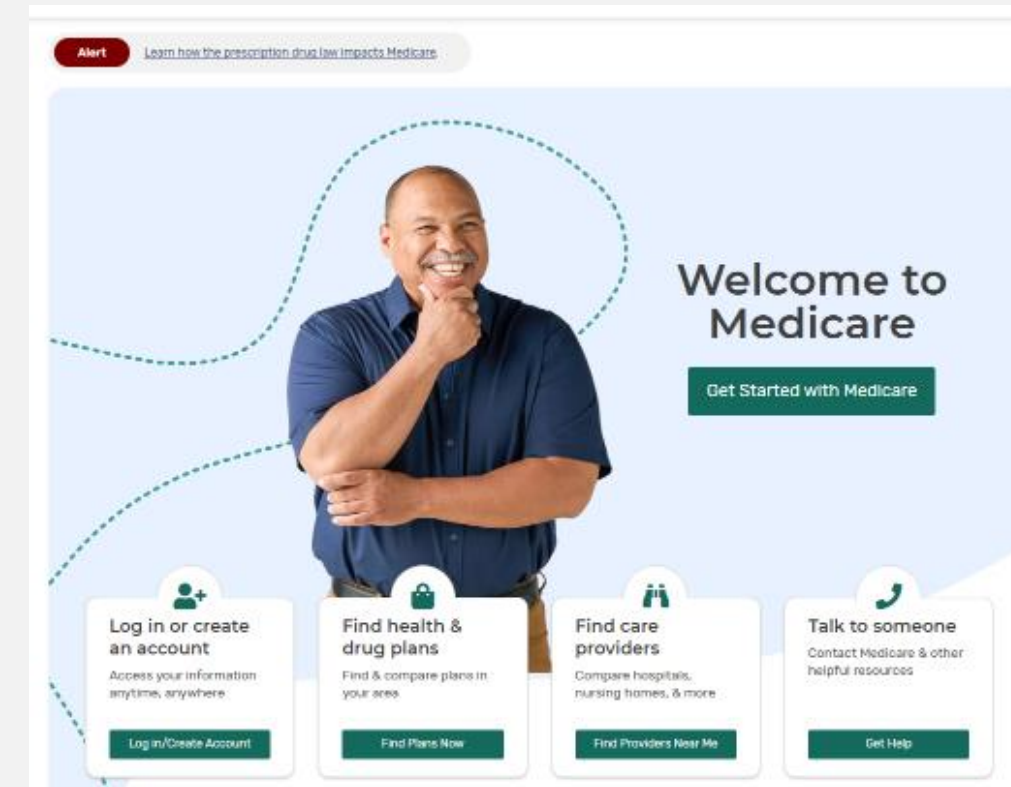 Alert
Learn how the prescription drug law impacts Medicare.
Welcome to
Medicare
Get Started with Medicare
Log in or create
an account
Access your information
anytime, anywhere
Log in/Create Account
Find health &
drug plans
Find & compare plans in
your area
Find Plans Now
Find care
providers
Compare hospitals,
nursing homes, & more
Find Providers Near Me
Talk to someone
Contact Medicare & other
helpful resources
Get Help